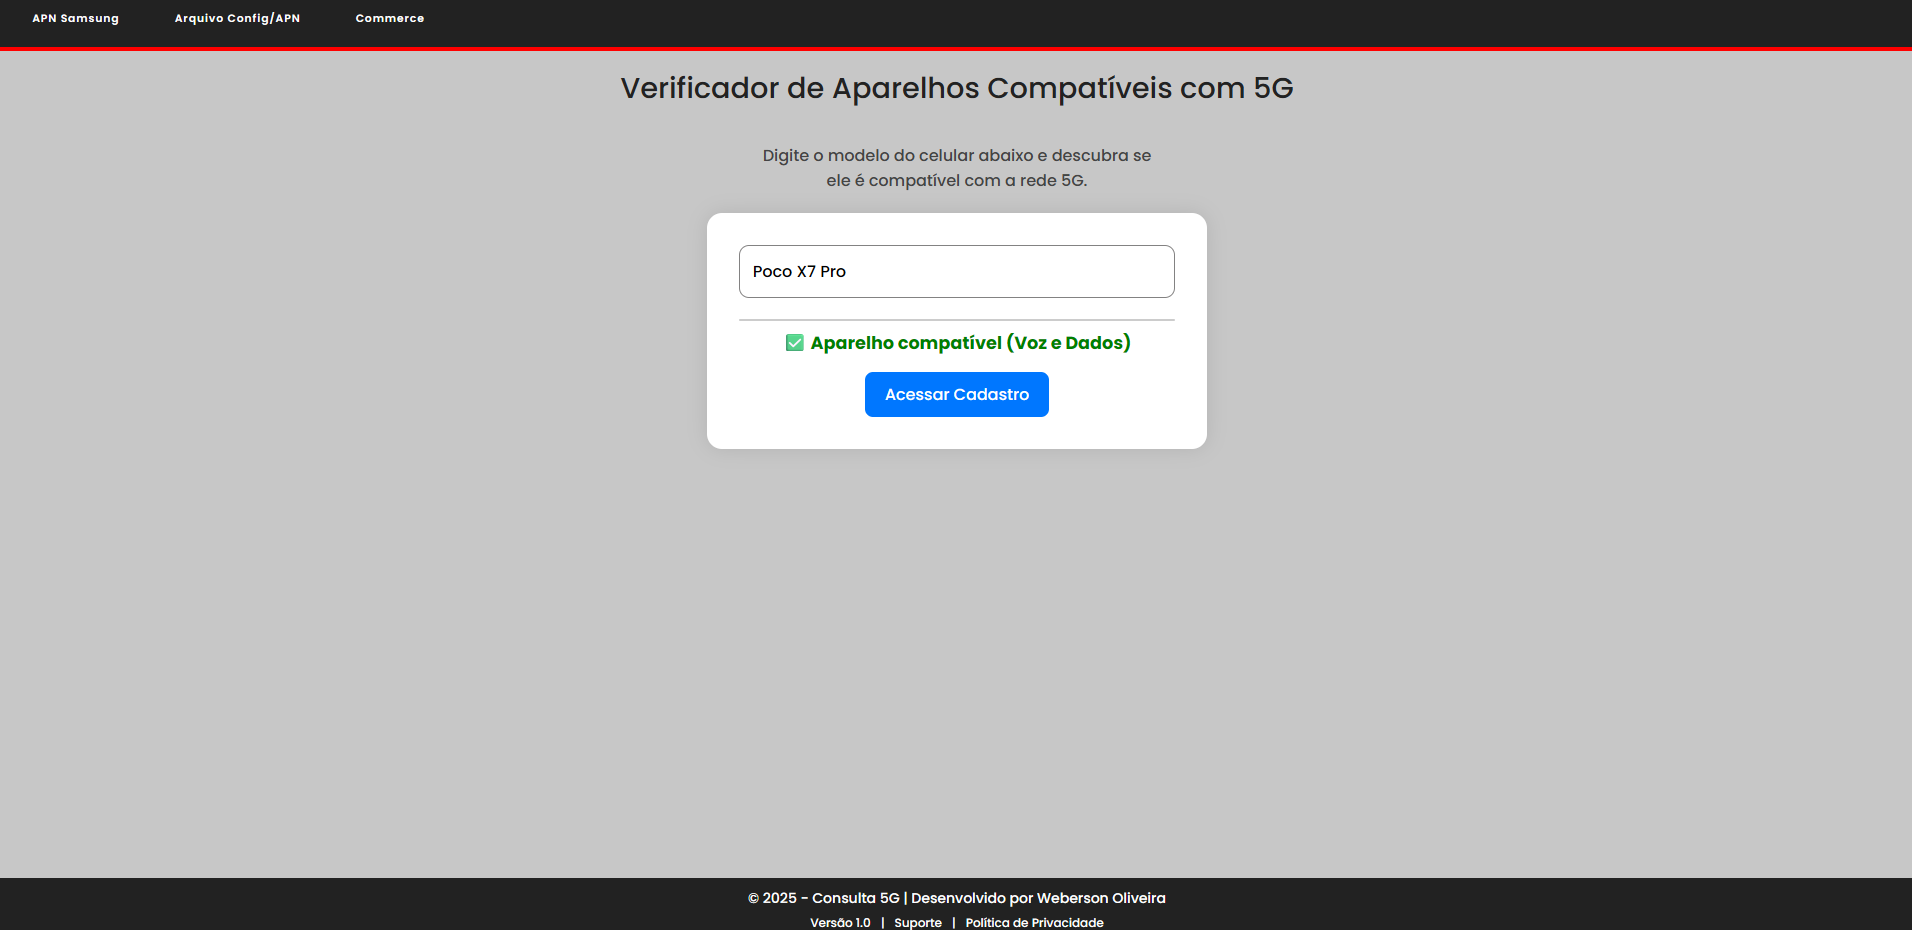 APN Samsung Arquivo Config/APN Commerce
Verificador de Aparelhos Compatíveis com 5G
Digite o modelo do celular abaixo e descubra se
ele é compatível com a rede 5G.
Poco X7 Pro
✅ Aparelho compatível (Voz e Dados)
Acessar Cadastro
© 2025 - Consulta 5G | Desenvolvido por Weberson Oliveira
Versão 1.0 | Suporte | Política de Privacidade